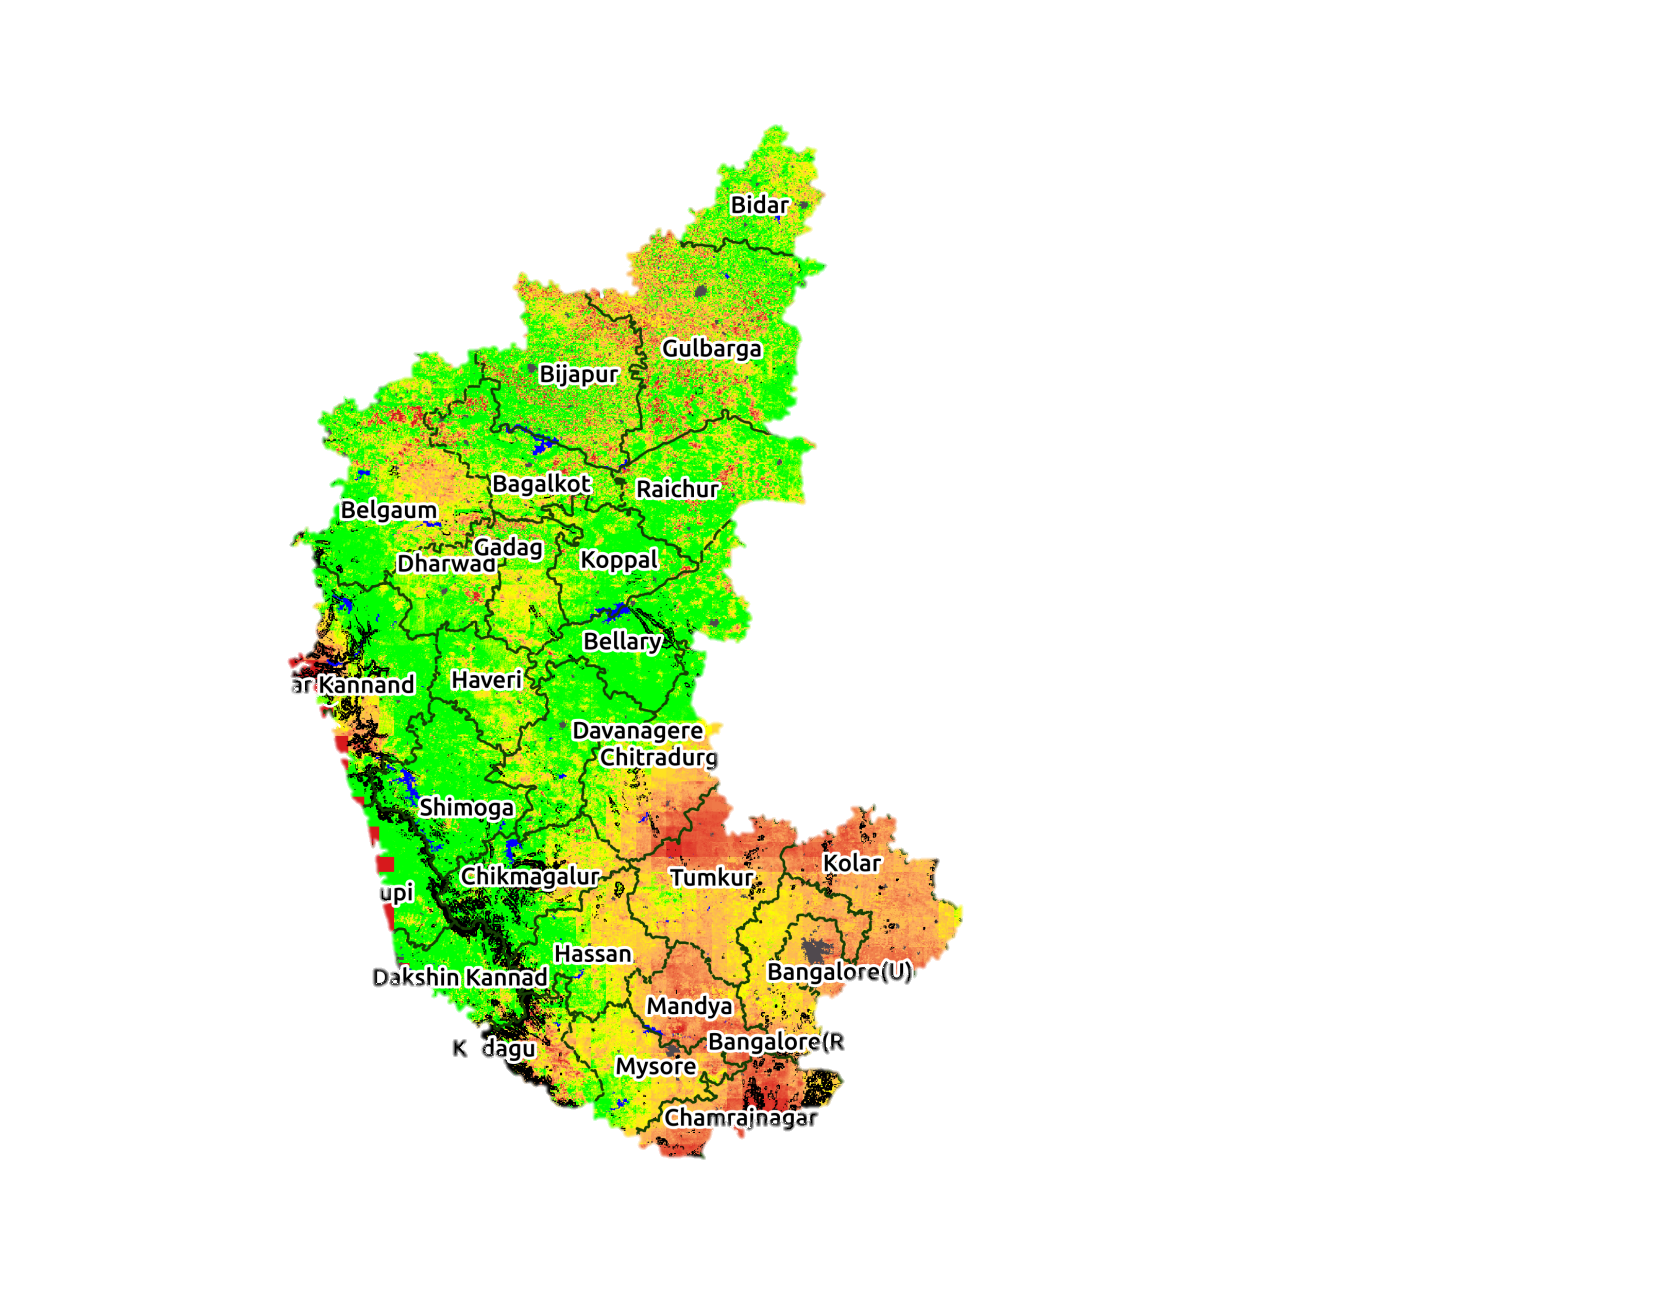 Bidar
Gulbarga
Bijapur
Bagalkot
Raichur
Belgaum
Gadag
Dharwad
Koppal
Bellary
Haveri
ar Kannand
Davanagere
Chitradurg
Shimoga
Kolar
Chikmagalur
Tumkur
upi
Hassan
Bangalore(U)
Dakshin Kannad
Mandya
Bangalore(R
K dagu
Mysore
Chamrajnagar